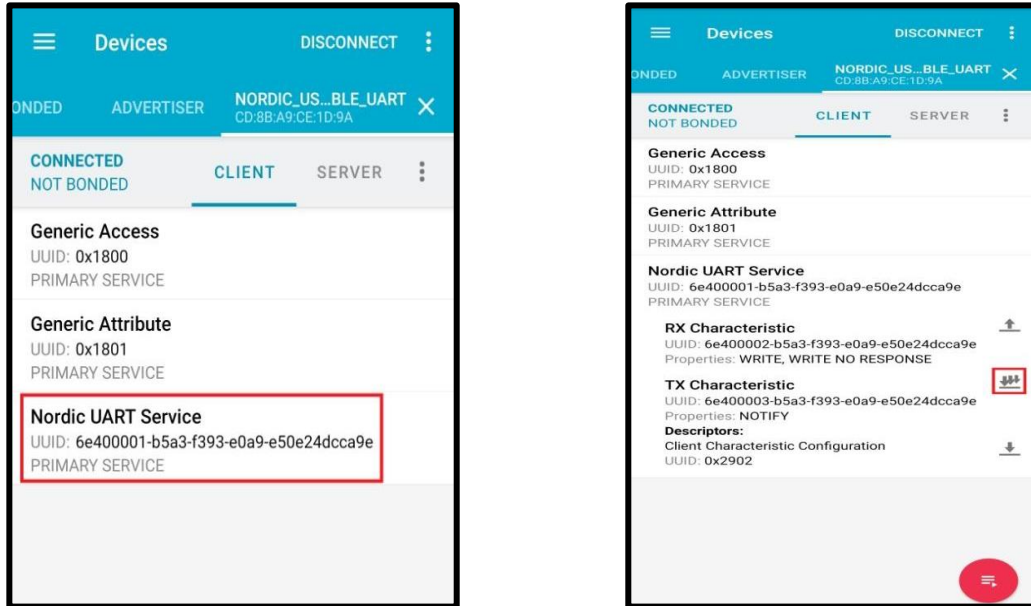 Devices
DISCONNECT
ONDED
ADVERTISER
NORDIC_US...BLE_UART
CD:8B:A9:CE:1D:9A
CONNECTED
NOT BONDED
CLIENT
SERVER
Generic Access
UUID: 0x1800
PRIMARY SERVICE
Generic Attribute
UUID: 0x1801
PRIMARY SERVICE
Nordic UART Service
UUID: 6e400001-b5a3-f393-e0a9-e50e24dcca9e
PRIMARY SERVICE
Devices
DISCONNECT
ONDED
ADVERTISER
NORDIC_US...BLE_UART
CD:8B:A9:CE:1D:9A
CONNECTED
NOT BONDED
CLIENT
SERVER
Generic Access
UUID: 0x1800
PRIMARY SERVICE
Generic Attribute
UUID: 0x1801
PRIMARY SERVICE
Nordic UART Service
UUID: 6e400001-b5a3-f393-e0a9-e50e24dcca9e
PRIMARY SERVICE
RX Characteristic
UUID: 6e400002-b5a3-f393-e0a9-e50e24dcca9e
Properties: WRITE, WRITE NO RESPONSE
TX Characteristic
UUID: 6e400003-b5a3-f393-e0a9-e50e24dcca9e
Properties: NOTIFY
Descriptors:
Client Characteristic Configuration
UUID: 0x2902